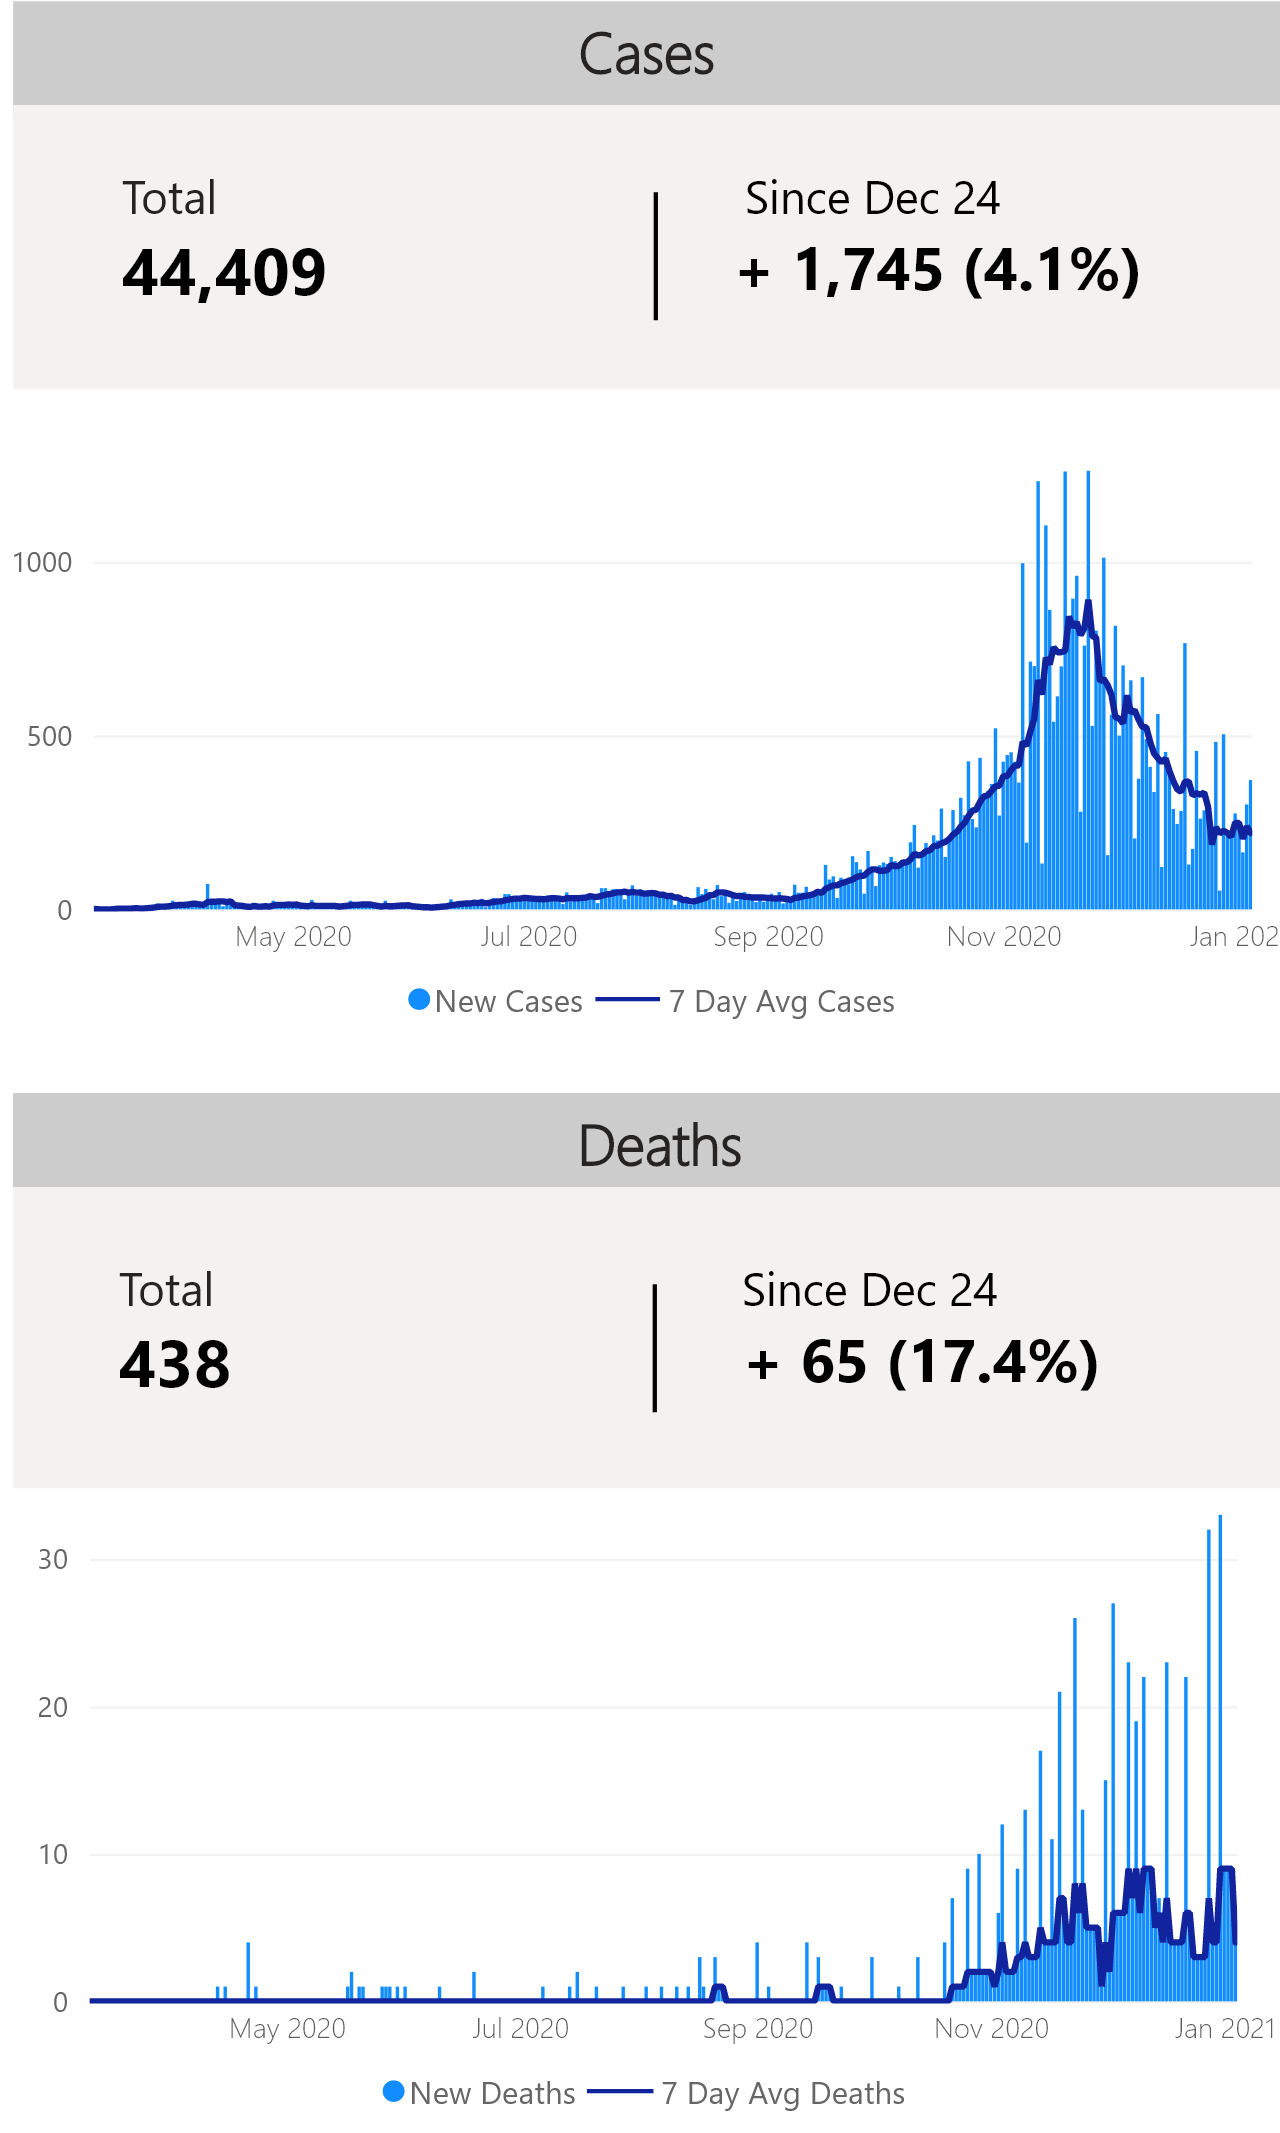 Cases
Total
Since Dec 24
44,409
+ 1,745 (4.1%)
1000
500
0
May 2020
Jul 2020
Sep 2020
Nov 2020
Jan 202
New Cases
7 Day Avg Cases
Deaths
Total
Since Dec 24
438
+ 65 (17.4%)
30
20
10
0
May 2020
Jul 2020
Sep 2020
Nov 2020
Jan 2021
New Deaths
7 Day Avg Deaths